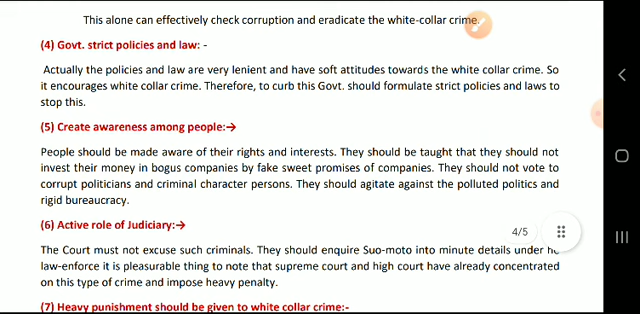 This alone can effectively check corruption and eradicate the white-collar crime.
(4) Govt. strict policies and law: -
Actually the policies and law are very lenient and have soft attitudes towards the white collar crime. So
it encourages white collar crime. Therefore, to curb this Govt. should formulate strict policies and laws to
stop this.
(5) Create awareness among people:→
People should be made aware of their rights and interests. They should be taught that they should not
invest their money in bogus companies by fake sweet promises of companies. They should not vote to
corrupt politicians and criminal character persons. They should agitate against the polluted politics and
rigid bureaucracy.
(6) Active role of Judiciary:→
4/5
The Court must not excuse such criminals. They should enquire Suo-moto into minute details under
law-enforce it is pleasurable thing to note that supreme court and high court have already concentrated
on this type of crime and impose heavy penalty.
(7) Heavy punishment should be given to white collar crime:-